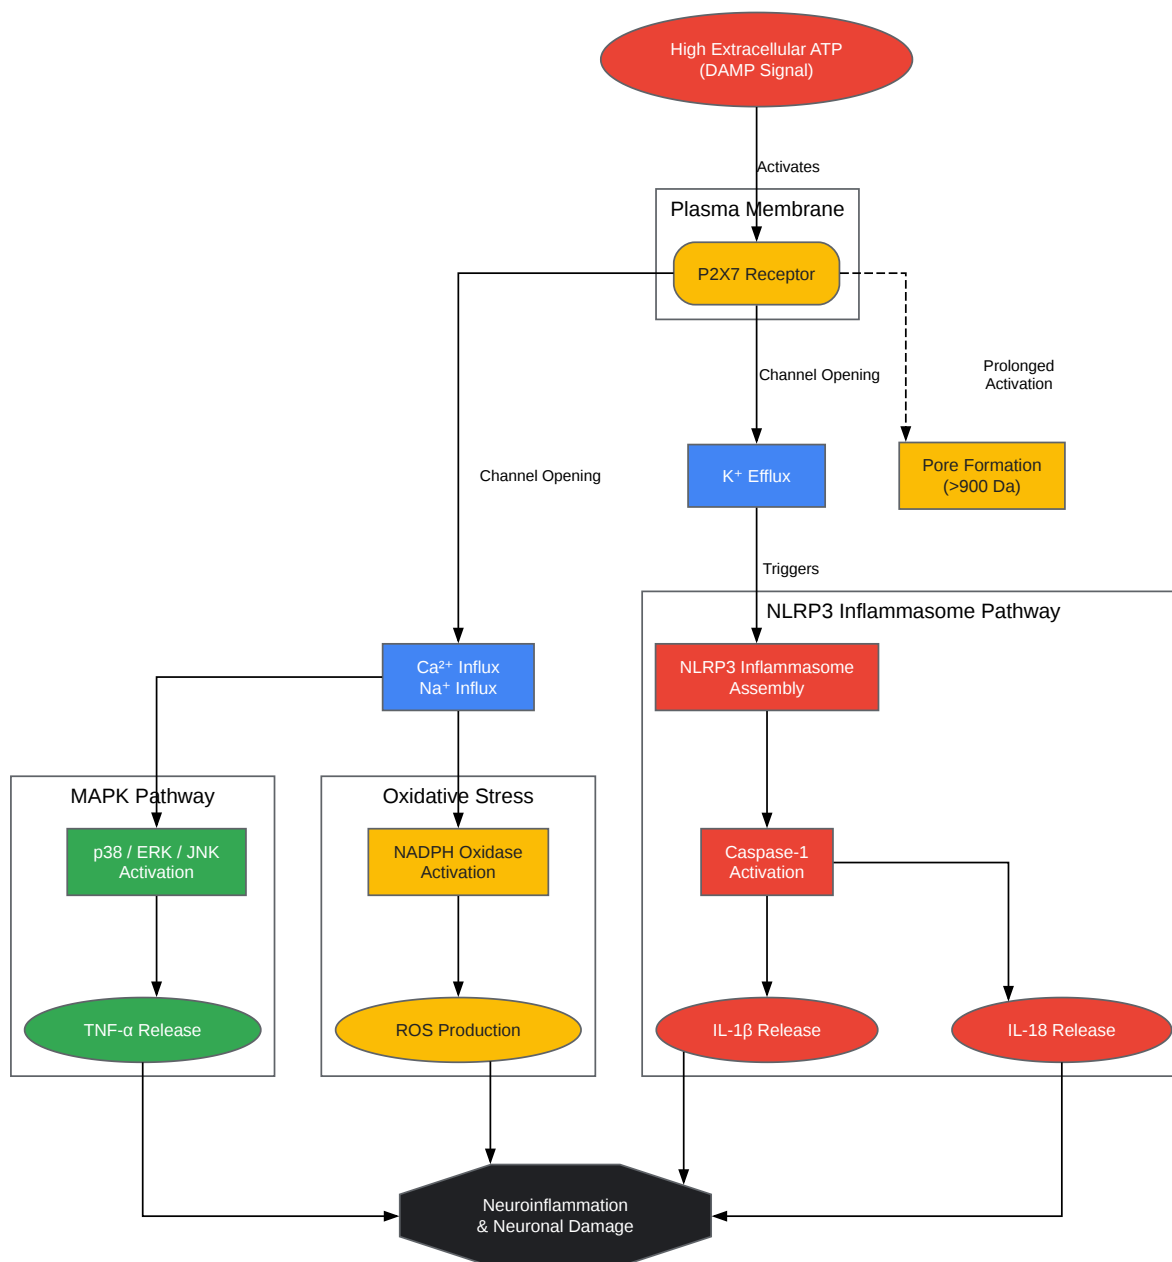 High Extracellular ATP
(DAMP Signal)
Activates
Plasma Membrane
P2X7 Receptor
Prolonged
Activation
Channel Opening
Pore Formation
(>900 Da)
K⁺ Efflux
Channel Opening
Triggers
NLRP3 Inflammasome Pathway
Ca²⁺ Influx
Na⁺ Influx
NLRP3 Inflammasome
Assembly
MAPK Pathway
Oxidative Stress
p38 / ERK / JNK
Activation
NADPH Oxidase
Activation
Caspase-1
Activation
TNF-α Release
ROS Production
IL-1β Release
IL-18 Release
Neuroinflammation
& Neuronal Damage